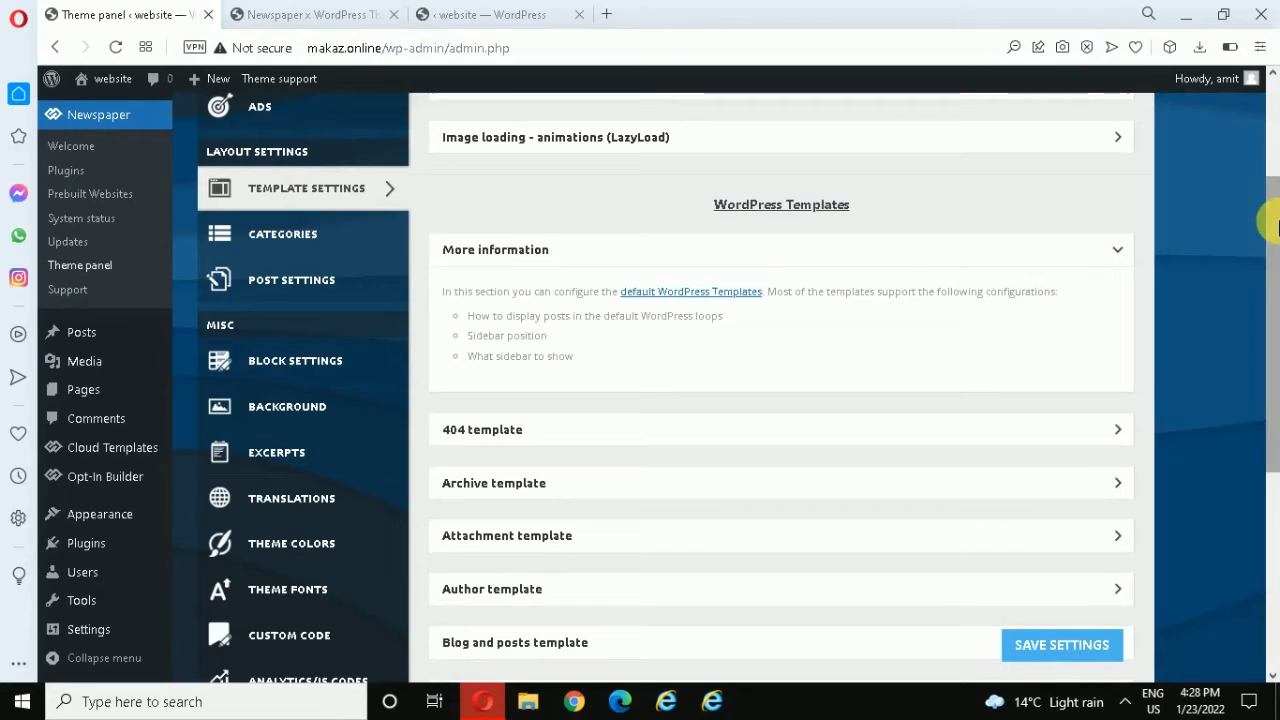 Theme panel ‹ website — W
Newspaper x WordPress Th
‹ website — WordPress
VPN
Not secure
makaz.online/wp-admin/admin.php
website
0
New
Theme support
Howdy, amit
Newspaper
Welcome
Plugins
Prebuilt Websites
System status
Updates
Theme panel
Support
Posts
Media
Pages
Comments
Cloud Templates
Opt-In Builder
Appearance
Plugins
Users
Tools
Settings
Collapse menu
ADS
LAYOUT SETTINGS
TEMPLATE SETTINGS
CATEGORIES
POST SETTINGS
MISC
BLOCK SETTINGS
BACKGROUND
EXCERPTS
TRANSLATIONS
THEME COLORS
THEME FONTS
CUSTOM CODE
ANALYTICS/JS CODES
Image loading - animations (LazyLoad)
WordPress Templates
More information
In this section you can configure the default WordPress Templates. Most of the templates support the following configurations:
How to display posts in the default WordPress loops
Sidebar position
What sidebar to show
404 template
Archive template
Attachment template
Author template
Blog and posts template
SAVE SETTINGS
Type here to search
14°C Light rain
ENG
US
4:28 PM
1/23/2022